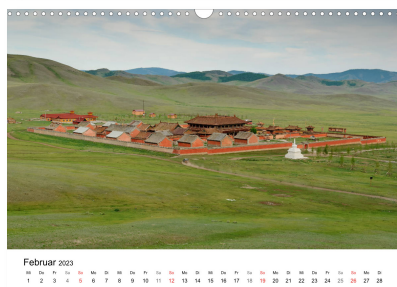 Februar 2023
Mi Do Fr Sa So Mo Di Mi Do Fr Sa So Mo Di Mi Do Fr Sa So Mo Di Mi Do Fr Sa So Mo Di
1 2 3 4 5 6 7 8 9 10 11 12 13 14 15 16 17 18 19 20 21 22 23 24 25 26 27 28